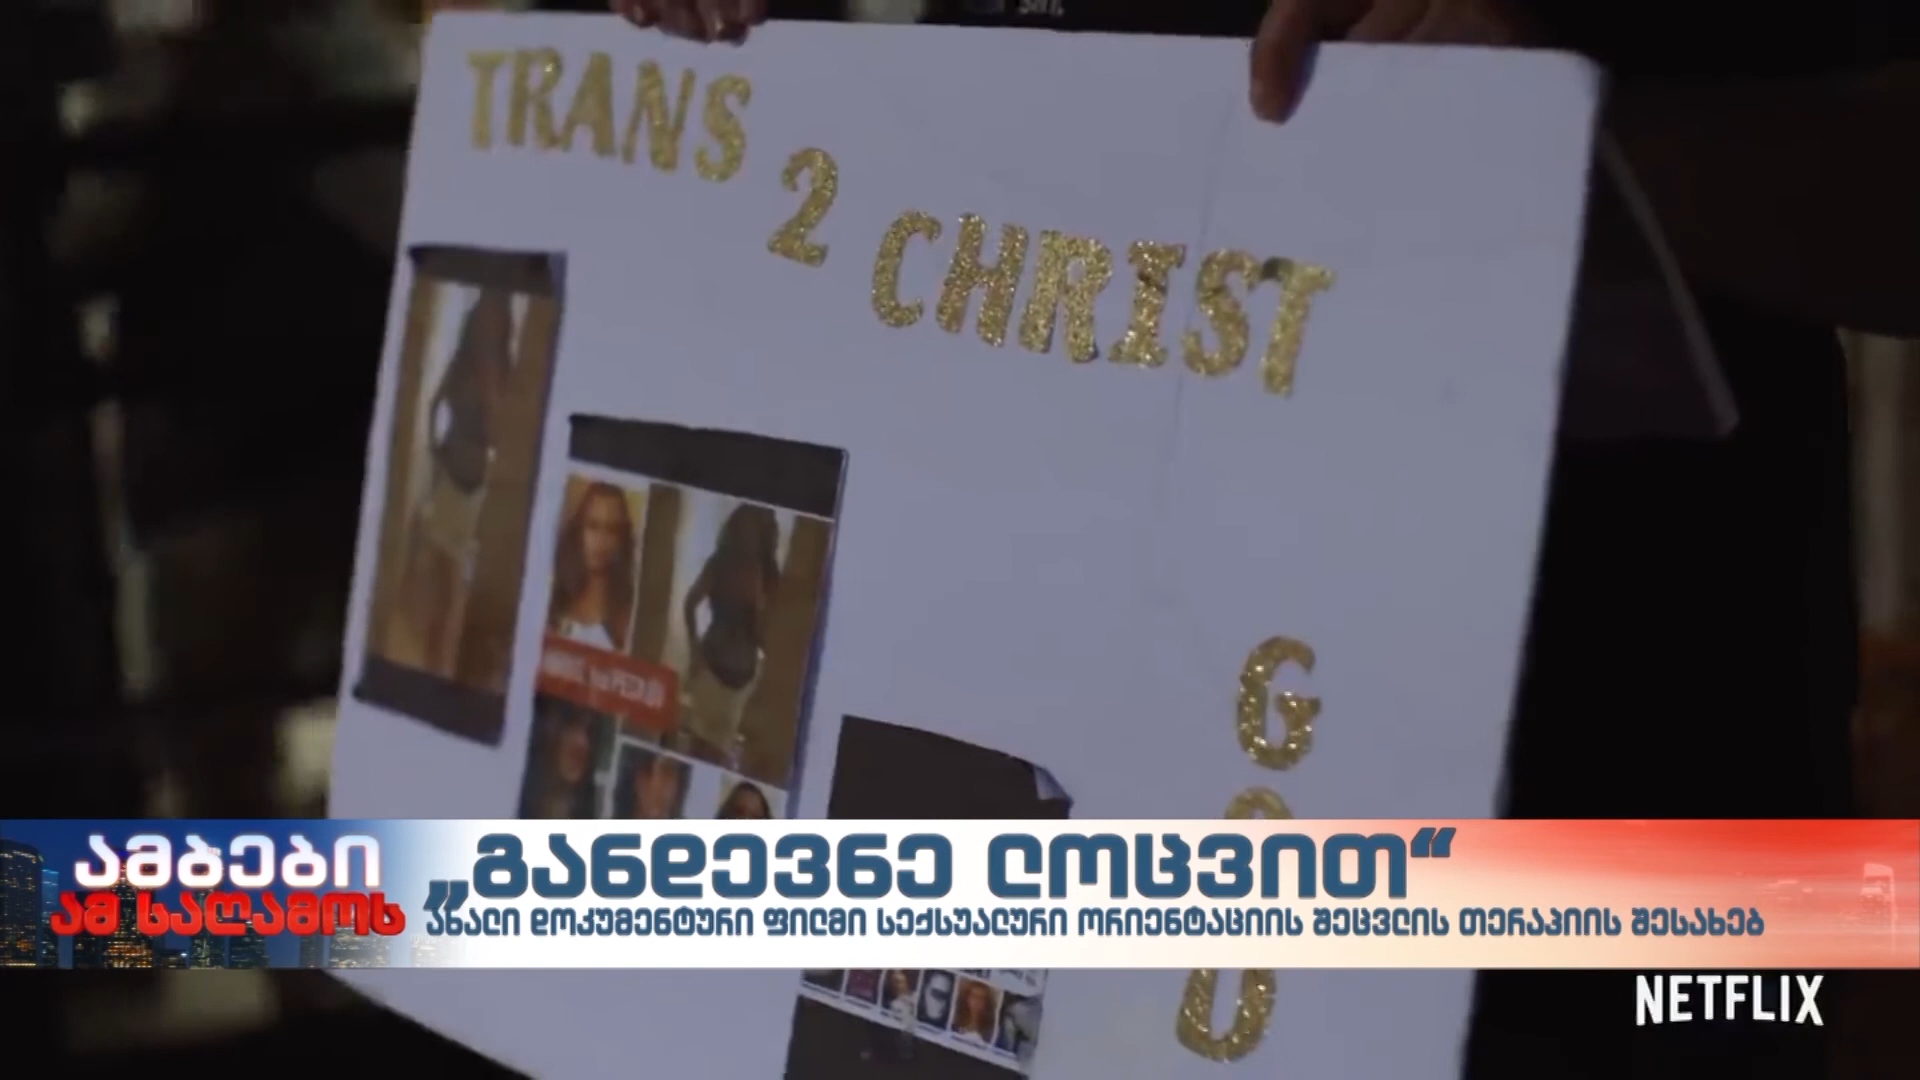 TRANS
2
CHRIST
G
ამბები
ამ საღამოს
„განდევნე ლოცვით“
ახალი დოკუმენტური ფილმი სექსუალური ორიენტაციის შეცვლის თერაპიის შესახებ
NETFLIX